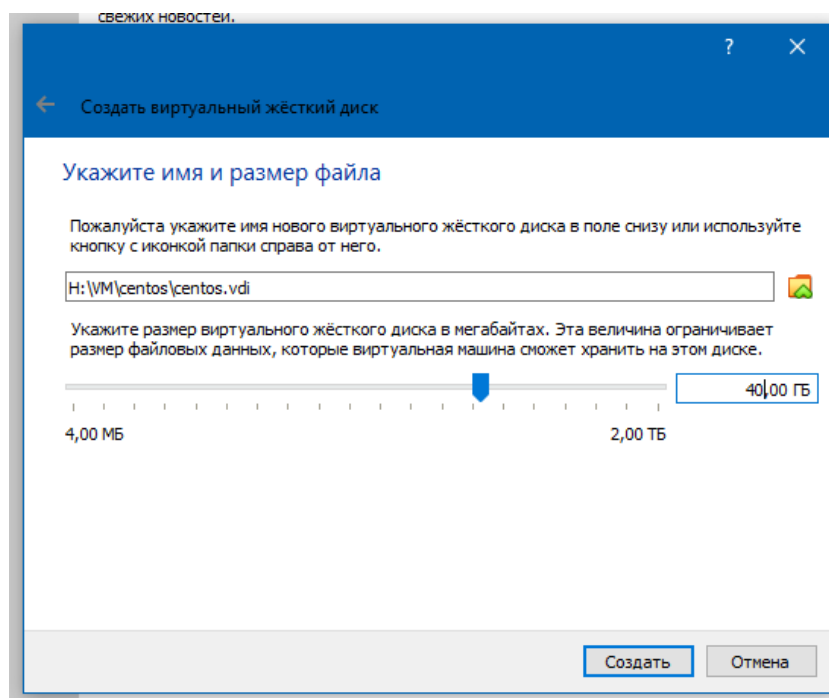 свежих новостей.
?
Создать виртуальный жёсткий диск
Укажите имя и размер файла
Пожалуйста укажите имя нового виртуального жёсткого диска в поле снизу или используйте
кнопку с иконкой папки справа от него.
H:\VM\centos\centos.vdi
Укажите размер виртуального жёсткого диска в мегабайтах. Эта величина ограничивает
размер файловых данных, которые виртуальная машина сможет хранить на этом диске.
40,00 ГБ
4,00 МБ 2,00 ТБ
Создать Отмена